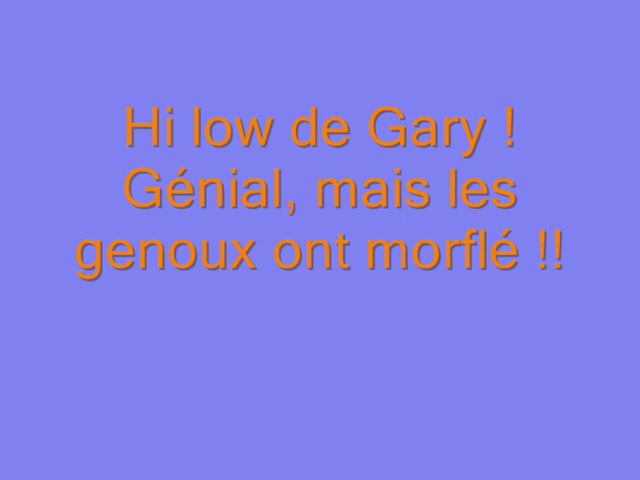 Hi low de Gary !
Génial, mais les
genoux ont morflé !!